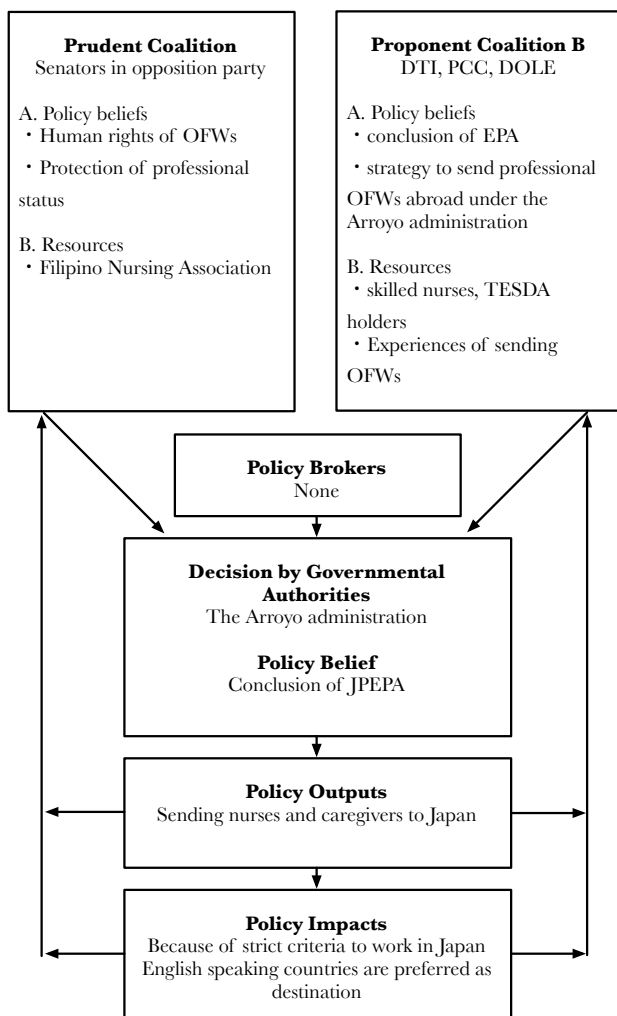 Prudent Coalition
Senators in opposition party
A. Policy beliefs
・Human rights of OFWs
・Protection of professional
status
B. Resources
・Filipino Nursing Association
Proponent Coalition B
DTI, PCC, DOLE
A. Policy beliefs
・conclusion of EPA
・strategy to send professional
OFWs abroad under the
Arroyo administration
B. Resources
・skilled nurses, TESDA
holders
・Experiences of sending
OFWs
Policy Brokers
None
Decision by Governmental
Authorities
The Arroyo administration
Policy Belief
Conclusion of JPEPA
Policy Outputs
Sending nurses and caregivers to Japan
Policy Impacts
Because of strict criteria to work in Japan
English speaking countries are preferred as
destination